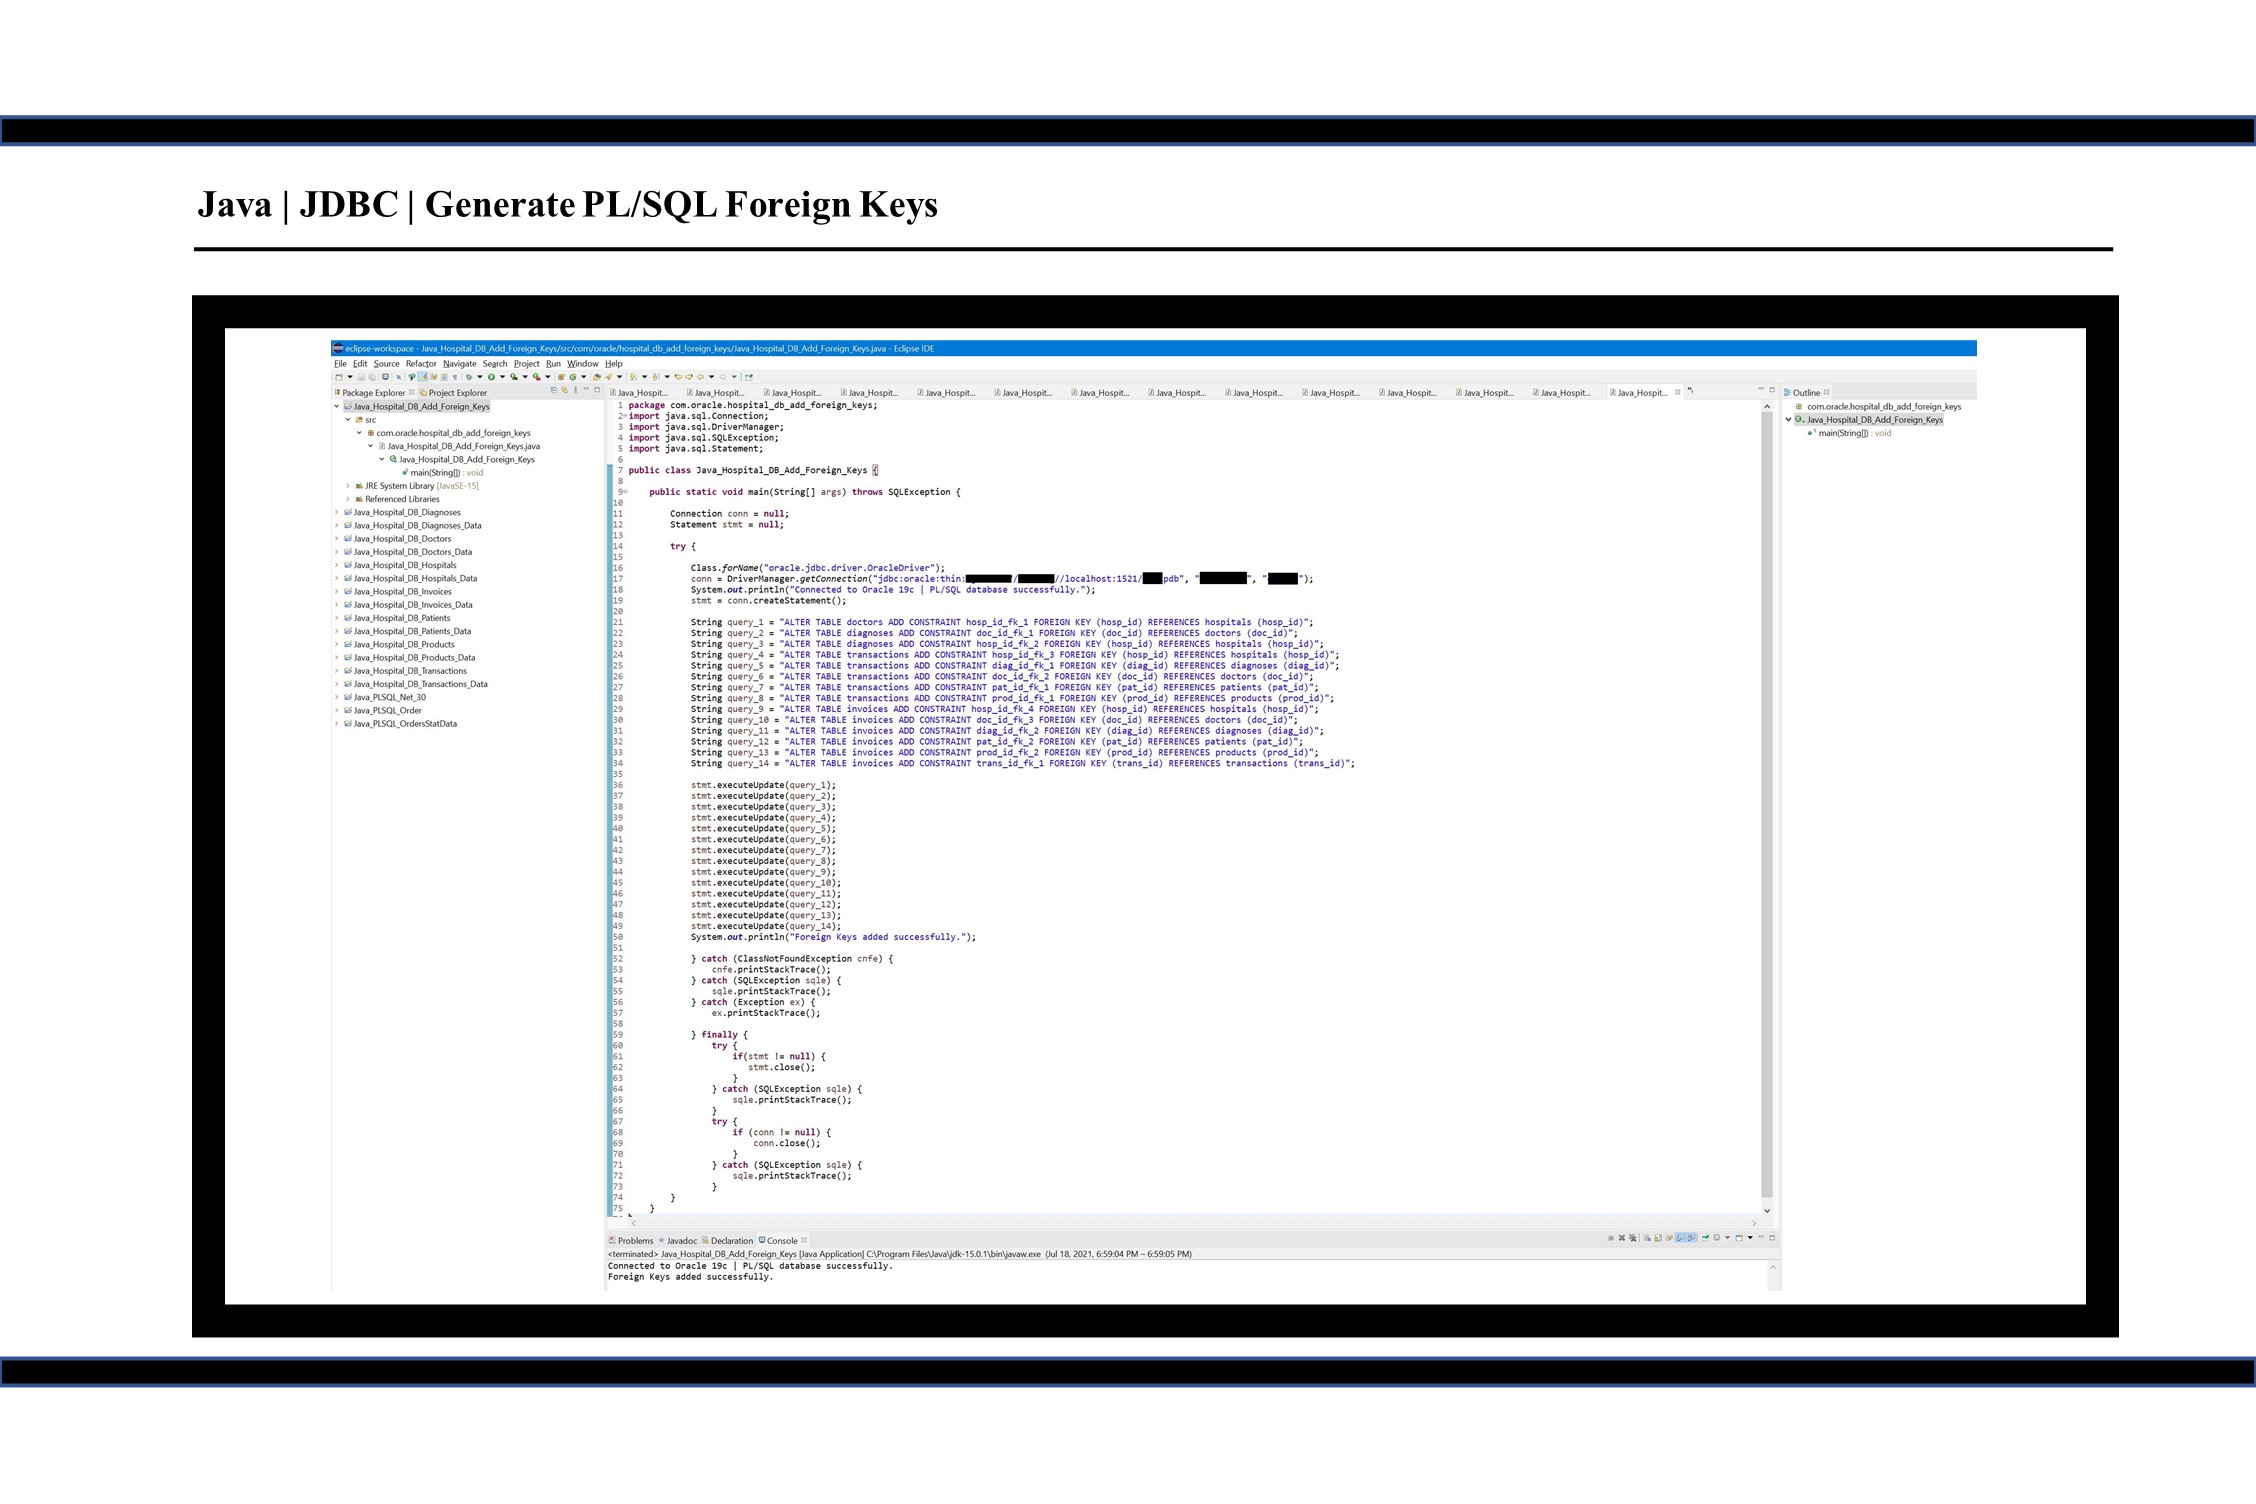 Java | JDBC | Generate PL/SQL Foreign Keys
eclipse-workspace - Java_Hospital_DB_Add_Foreign_Keys/src/com/oracle/hospital_db_add_foreign_keys/Java_Hospital_DB_Add_Foreign_Keys.java - Eclipse IDE
File Edit Source Refactor Navigate Search Project Run Window Help
Package Explorer Project Explorer
Java_Hospital_DB_Add_Foreign_Keys
src
com.oracle.hospital_db_add_foreign_keys
Java_Hospital_DB_Add_Foreign_Keys.java
Java_Hospital_DB_Add_Foreign_Keys
main(String[]) : void
JRE System Library [JavaSE-15]
Referenced Libraries
Java_Hospital_DB_Diagnoses
Java_Hospital_DB_Diagnoses_Data
Java_Hospital_DB_Doctors
Java_Hospital_DB_Doctors_Data
Java_Hospital_DB_Hospitals
Java_Hospital_DB_Hospitals_Data
Java_Hospital_DB_Invoices
Java_Hospital_DB_Invoices_Data
Java_Hospital_DB_Patients
Java_Hospital_DB_Patients_Data
Java_Hospital_DB_Products
Java_Hospital_DB_Products_Data
Java_Hospital_DB_Transactions
Java_Hospital_DB_Transactions_Data
Java_PLSQL_Net_30
Java_PLSQL_Order
Java_PLSQL_OrdersStatData
Java_Hospit... Java_Hospit... Java_Hospit... Java_Hospit... Java_Hospit... Java_Hospit... Java_Hospit... Java_Hospit... Java_Hospit... Java_Hospit... Java_Hospit... Java_Hospit... Java_Hospit... Java_Hospit...
1 package com.oracle.hospital_db_add_foreign_keys;
2 import java.sql.Connection;
3 import java.sql.DriverManager;
4 import java.sql.SQLException;
5 import java.sql.Statement;
6
7 public class Java_Hospital_DB_Add_Foreign_Keys {
8
9 public static void main(String[] args) throws SQLException {
10
11 Connection conn = null;
12 Statement stmt = null;
13
14 try {
15
16 Class.forName("oracle.jdbc.driver.OracleDriver");
17 conn = DriverManager.getConnection("jdbc:oracle:thin: / //localhost:1521/ pdb", " ", " ");
18 System.out.println("Connected to Oracle 19c | PL/SQL database successfully.");
19 stmt = conn.createStatement();
20
21 String query_1 = "ALTER TABLE doctors ADD CONSTRAINT hosp_id_fk_1 FOREIGN KEY (hosp_id) REFERENCES hospitals (hosp_id)";
22 String query_2 = "ALTER TABLE diagnoses ADD CONSTRAINT doc_id_fk_1 FOREIGN KEY (doc_id) REFERENCES doctors (doc_id)";
23 String query_3 = "ALTER TABLE diagnoses ADD CONSTRAINT hosp_id_fk_2 FOREIGN KEY (hosp_id) REFERENCES hospitals (hosp_id)";
24 String query_4 = "ALTER TABLE transactions ADD CONSTRAINT hosp_id_fk_3 FOREIGN KEY (hosp_id) REFERENCES hospitals (hosp_id)";
25 String query_5 = "ALTER TABLE transactions ADD CONSTRAINT diag_id_fk_1 FOREIGN KEY (diag_id) REFERENCES diagnoses (diag_id)";
26 String query_6 = "ALTER TABLE transactions ADD CONSTRAINT doc_id_fk_2 FOREIGN KEY (doc_id) REFERENCES doctors (doc_id)";
27 String query_7 = "ALTER TABLE transactions ADD CONSTRAINT pat_id_fk_1 FOREIGN KEY (pat_id) REFERENCES patients (pat_id)";
28 String query_8 = "ALTER TABLE transactions ADD CONSTRAINT prod_id_fk_1 FOREIGN KEY (prod_id) REFERENCES products (prod_id)";
29 String query_9 = "ALTER TABLE invoices ADD CONSTRAINT hosp_id_fk_4 FOREIGN KEY (hosp_id) REFERENCES hospitals (hosp_id)";
30 String query_10 = "ALTER TABLE invoices ADD CONSTRAINT doc_id_fk_3 FOREIGN KEY (doc_id) REFERENCES doctors (doc_id)";
31 String query_11 = "ALTER TABLE invoices ADD CONSTRAINT diag_id_fk_2 FOREIGN KEY (diag_id) REFERENCES diagnoses (diag_id)";
32 String query_12 = "ALTER TABLE invoices ADD CONSTRAINT pat_id_fk_2 FOREIGN KEY (pat_id) REFERENCES patients (pat_id)";
33 String query_13 = "ALTER TABLE invoices ADD CONSTRAINT prod_id_fk_2 FOREIGN KEY (prod_id) REFERENCES products (prod_id)";
34 String query_14 = "ALTER TABLE invoices ADD CONSTRAINT trans_id_fk_1 FOREIGN KEY (trans_id) REFERENCES transactions (trans_id)";
35
36 stmt.executeUpdate(query_1);
37 stmt.executeUpdate(query_2);
38 stmt.executeUpdate(query_3);
39 stmt.executeUpdate(query_4);
40 stmt.executeUpdate(query_5);
41 stmt.executeUpdate(query_6);
42 stmt.executeUpdate(query_7);
43 stmt.executeUpdate(query_8);
44 stmt.executeUpdate(query_9);
45 stmt.executeUpdate(query_10);
46 stmt.executeUpdate(query_11);
47 stmt.executeUpdate(query_12);
48 stmt.executeUpdate(query_13);
49 stmt.executeUpdate(query_14);
50 System.out.println("Foreign Keys added successfully.");
51
52 } catch (ClassNotFoundException cnfe) {
53 cnfe.printStackTrace();
54 } catch (SQLException sqle) {
55 sqle.printStackTrace();
56 } catch (Exception ex) {
57 ex.printStackTrace();
58
59 } finally {
60 try {
61 if(stmt != null) {
62 stmt.close();
63 }
64 } catch (SQLException sqle) {
65 sqle.printStackTrace();
66 }
67 try {
68 if (conn != null) {
69 conn.close();
70 }
71 } catch (SQLException sqle) {
72 sqle.printStackTrace();
73 }
74 }
75 }
Outline
com.oracle.hospital_db_add_foreign_keys
Java_Hospital_DB_Add_Foreign_Keys
main(String[]) : void
Problems Javadoc Declaration Console
<terminated> Java_Hospital_DB_Add_Foreign_Keys [Java Application] C:\Program Files\Java\jdk-15.0.1\bin\javaw.exe (Jul 18, 2021, 6:59:04 PM – 6:59:05 PM)
Connected to Oracle 19c | PL/SQL database successfully.
Foreign Keys added successfully.